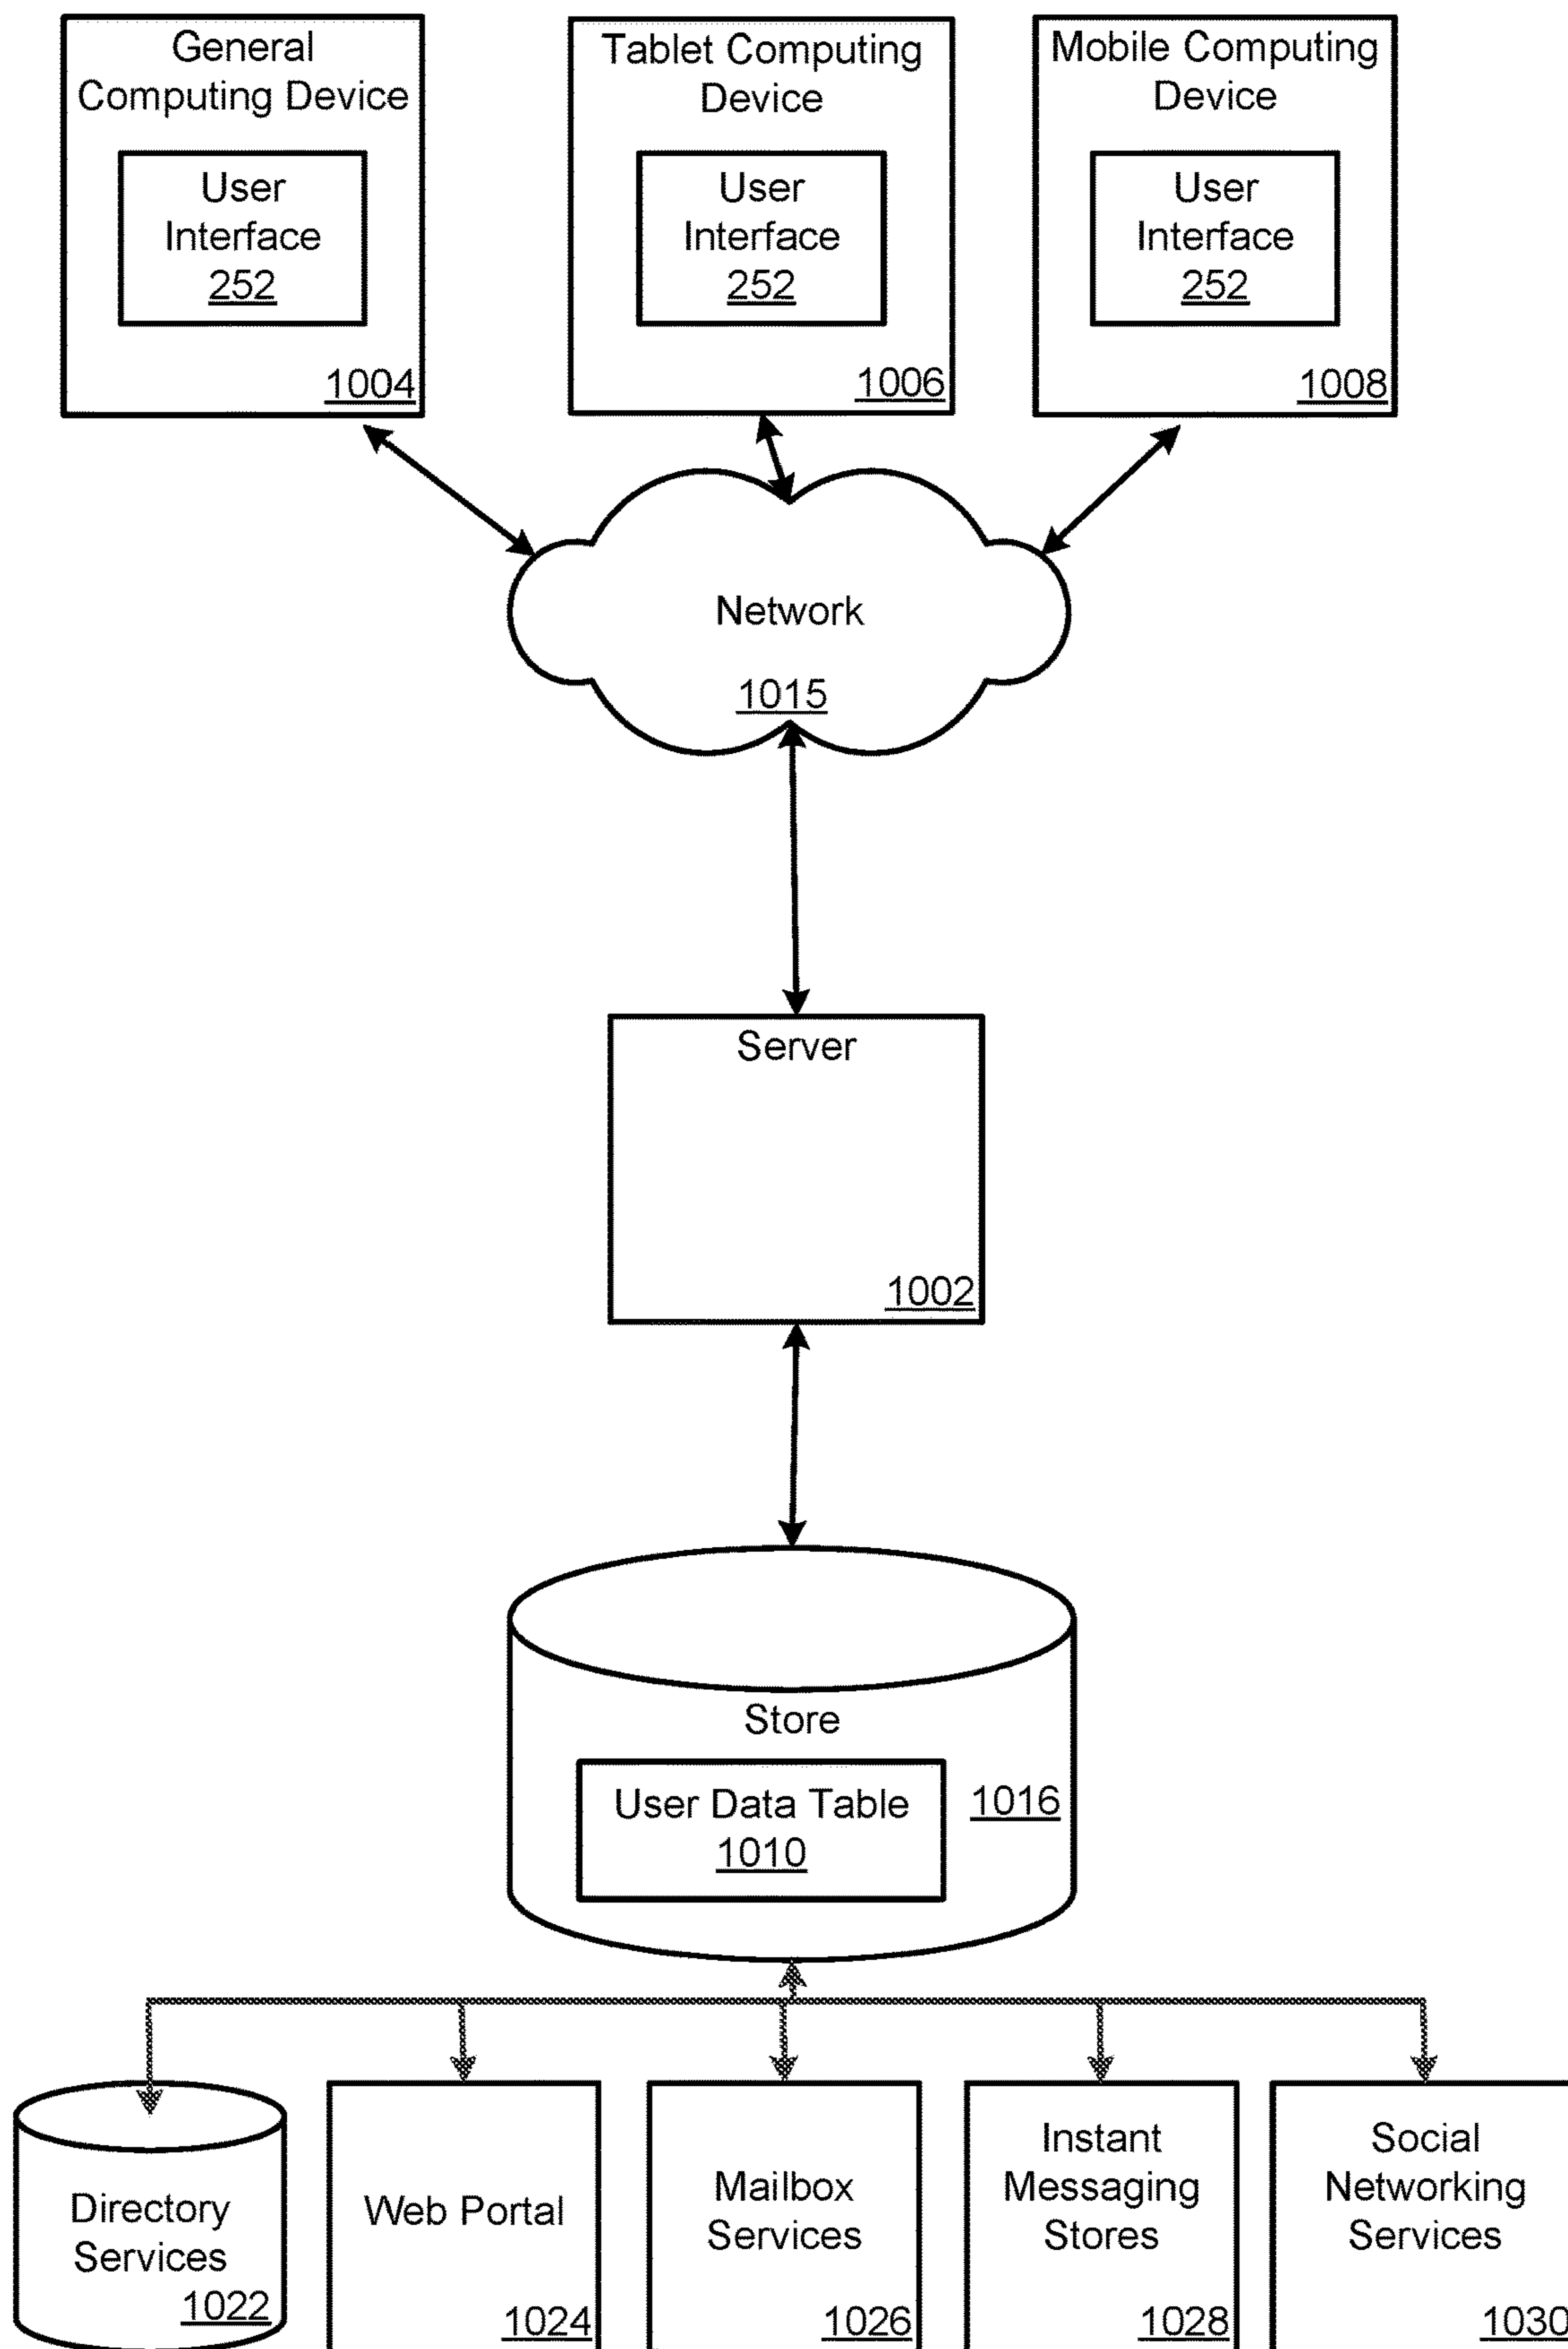 General
Computing Device
User
Interface
252
1004
Tablet Computing
Device
User
Interface
252
1006
Mobile Computing
Device
User
Interface
252
1008
Network
1015
Server
1002
Store
User Data Table
1010
1016
Directory
Services
1022
Web Portal
1024
Mailbox
Services
1026
Instant
Messaging
Stores
1028
Social
Networking
Services
1030